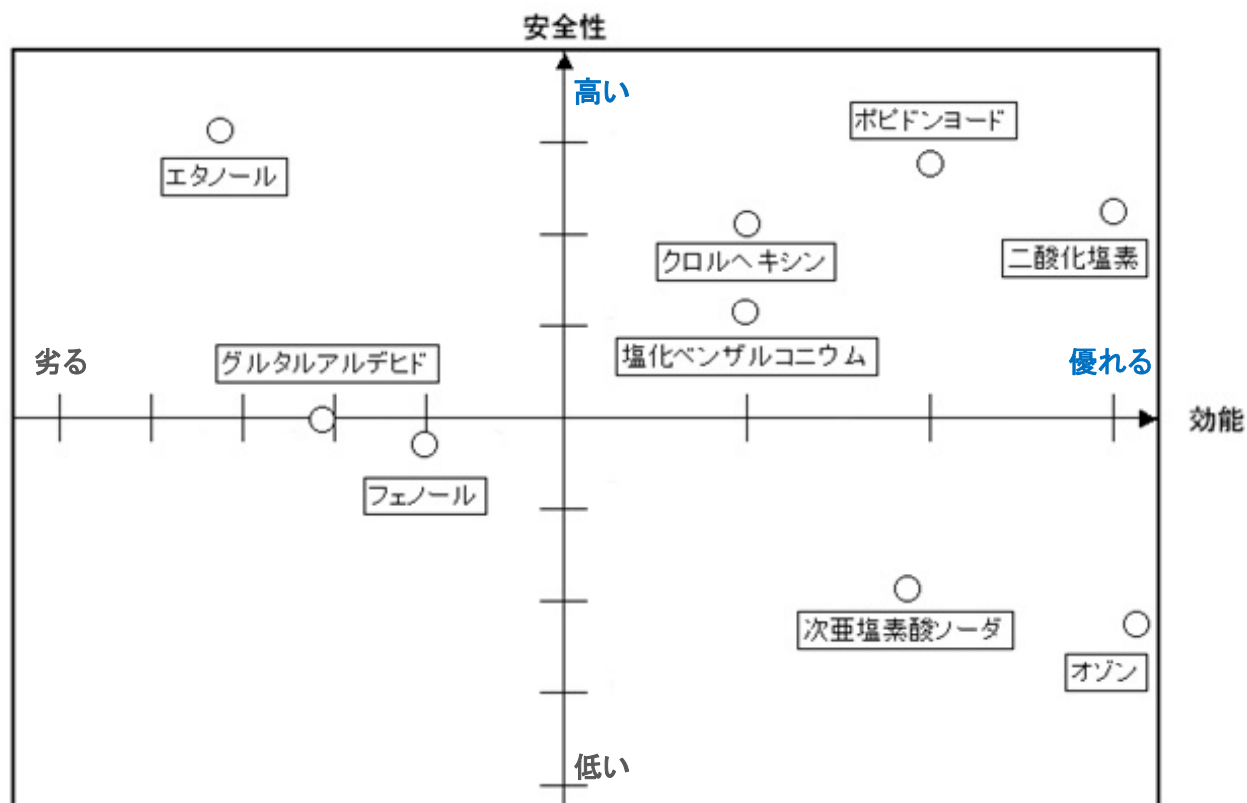 安全性
高い
ポビドンヨード
エタノール
クロルヘキシン
二酸化塩素
塩化ベンザルコニウム
劣る
グルタルアルデヒド
優れる
効能
フェノール
次亜塩素酸ソーダ
オゾン
低い